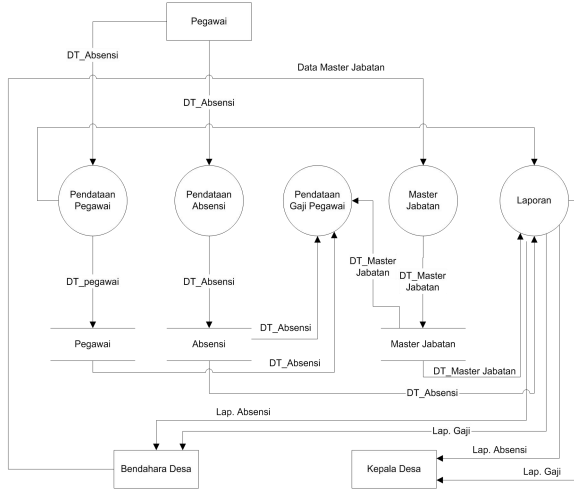 Pegawai
DT_Absensi
Data Master Jabatan
DT_Absensi
Pendataan
Pegawai
Pendataan
Absensi
Pendataan
Gaji Pegawai
Master
Jabatan
Laporan
DT_pegawai
DT_Absensi
DT_Master
Jabatan
DT_Master
Jabatan
Pegawai
Absensi
DT_Absensi
Master Jabatan
DT_Absensi
DT_Master Jabatan
DT_Absensi
Lap. Absensi
Lap. Gaji
Lap. Absensi
Bendahara Desa
Kepala Desa
Lap. Gaji